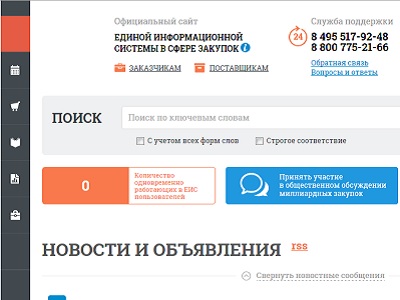 Официальный сайт
ЕДИНОЙ ИНФОРМАЦИОННОЙ
СИСТЕМЫ В СФЕРЕ ЗАКУПОК i
ЗАКАЗЧИКАМ ПОСТАВЩИКАМ
Служба поддержки
24 8 495 517-92-48
8 800 775-21-66
Обратная связь
Вопросы и ответы
ПОИСК Поиск по ключевым словам
С учетом всех форм слов Строгое соответствие
0
Количество
одновременно
работающих в ЕИС
пользователей
Принять участие
в общественном обсуждении
миллиардных закупок
НОВОСТИ И ОБЪЯВЛЕНИЯ RSS
Свернуть новостные сообщения